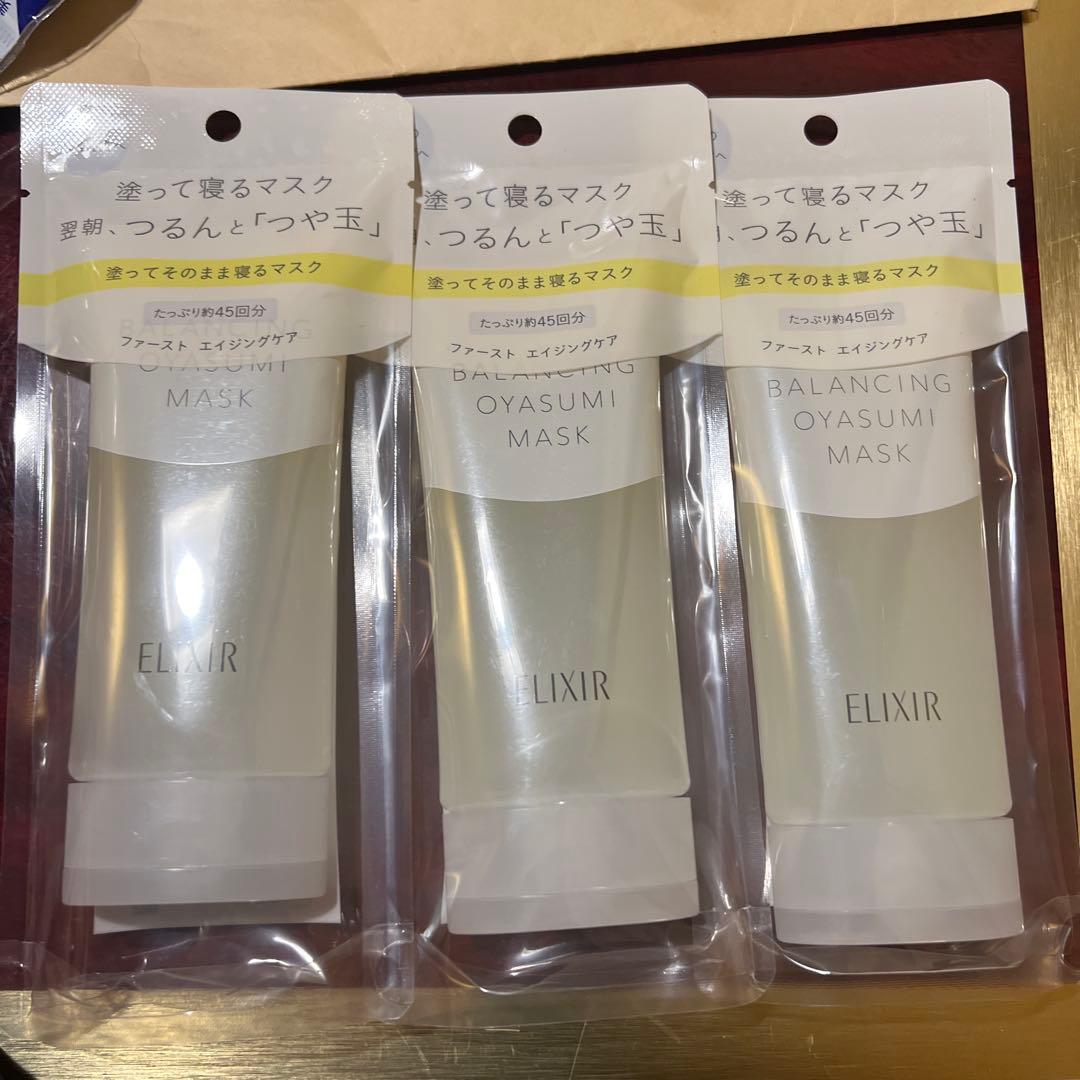 塗って寝るマスク
翌朝、つるんと「つや玉」
塗ってそのまま寝るマスク
たっぷり約45回分
ファースト エイジングケア
BALANCING
OYASUMI
MASK
ELIXIR
塗って寝るマスク
、つるんと「つや玉」
塗ってそのまま寝るマスク
たっぷり約45回分
ファースト エイジングケア
BALANCING
OYASUMI
MASK
ELIXIR
塗って寝るマスク
、つるんと「つや玉」
塗ってそのまま寝るマスク
たっぷり約45回分
ファースト エイジングケア
BALANCING
OYASUMI
MASK
ELIXIR